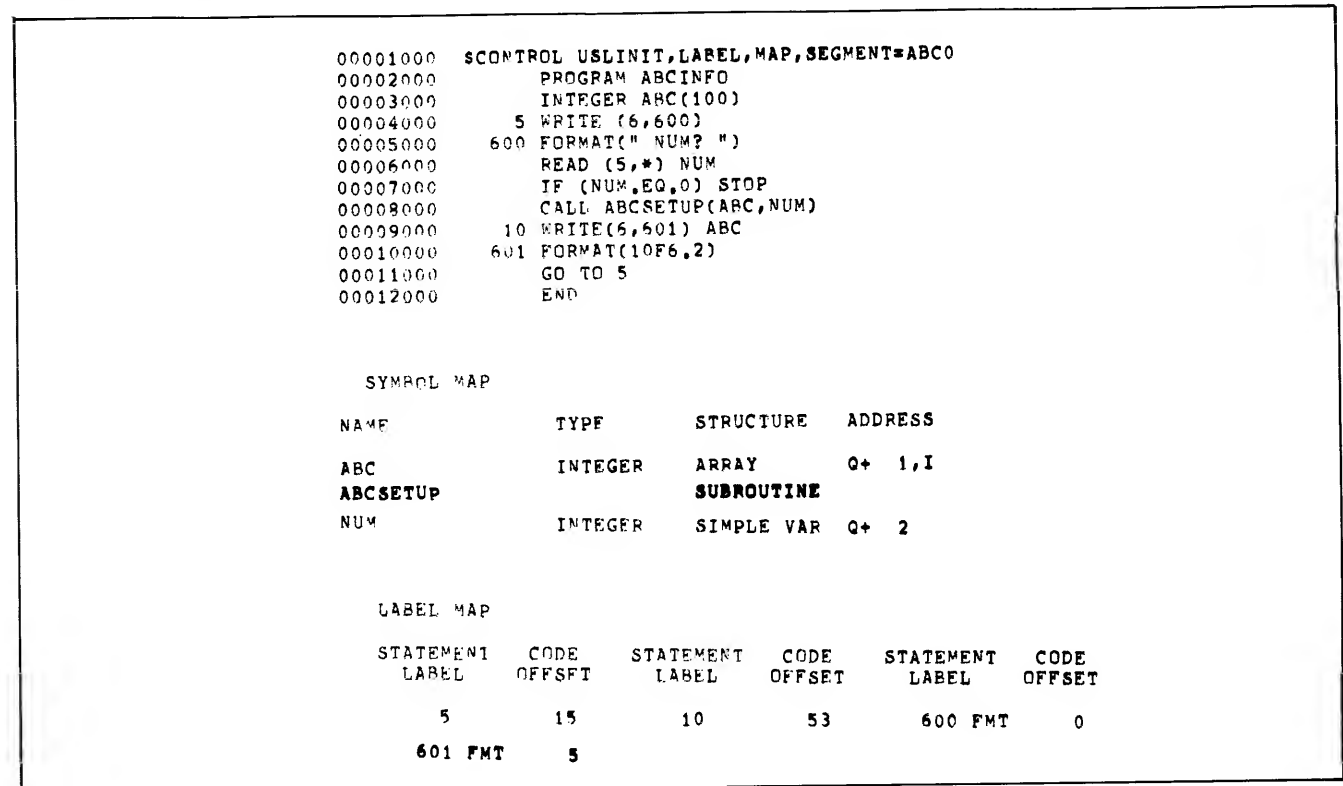 00001000 $CONTROL USLINIT,LABEL,MAP,SEGMENT=ABC0
00002000 PROGRAM ABCINFO
00003000 INTEGER ABC(100)
00004000 5 WRITE (6,600)
00005000 600 FORMAT(" NUM? ")
00006000 READ (5,*) NUM
00007000 IF (NUM.EQ.0) STOP
00008000 CALL ABCSETUP(ABC,NUM)
00009000 10 WRITE(6,601) ABC
00010000 601 FORMAT(10F6.2)
00011000 GO TO 5
00012000 END
SYMBOL MAP
NAME TYPE STRUCTURE ADDRESS
ABC INTEGER ARRAY Q+ 1,I
ABCSETUP SUBROUTINE
NUM INTEGER SIMPLE VAR Q+ 2
LABEL MAP
STATEMENT CODE STATEMENT CODE STATEMENT CODE
LABEL OFFSET LABEL OFFSET LABEL OFFSET
5 15 10 53 600 FMT 0
601 FMT 5